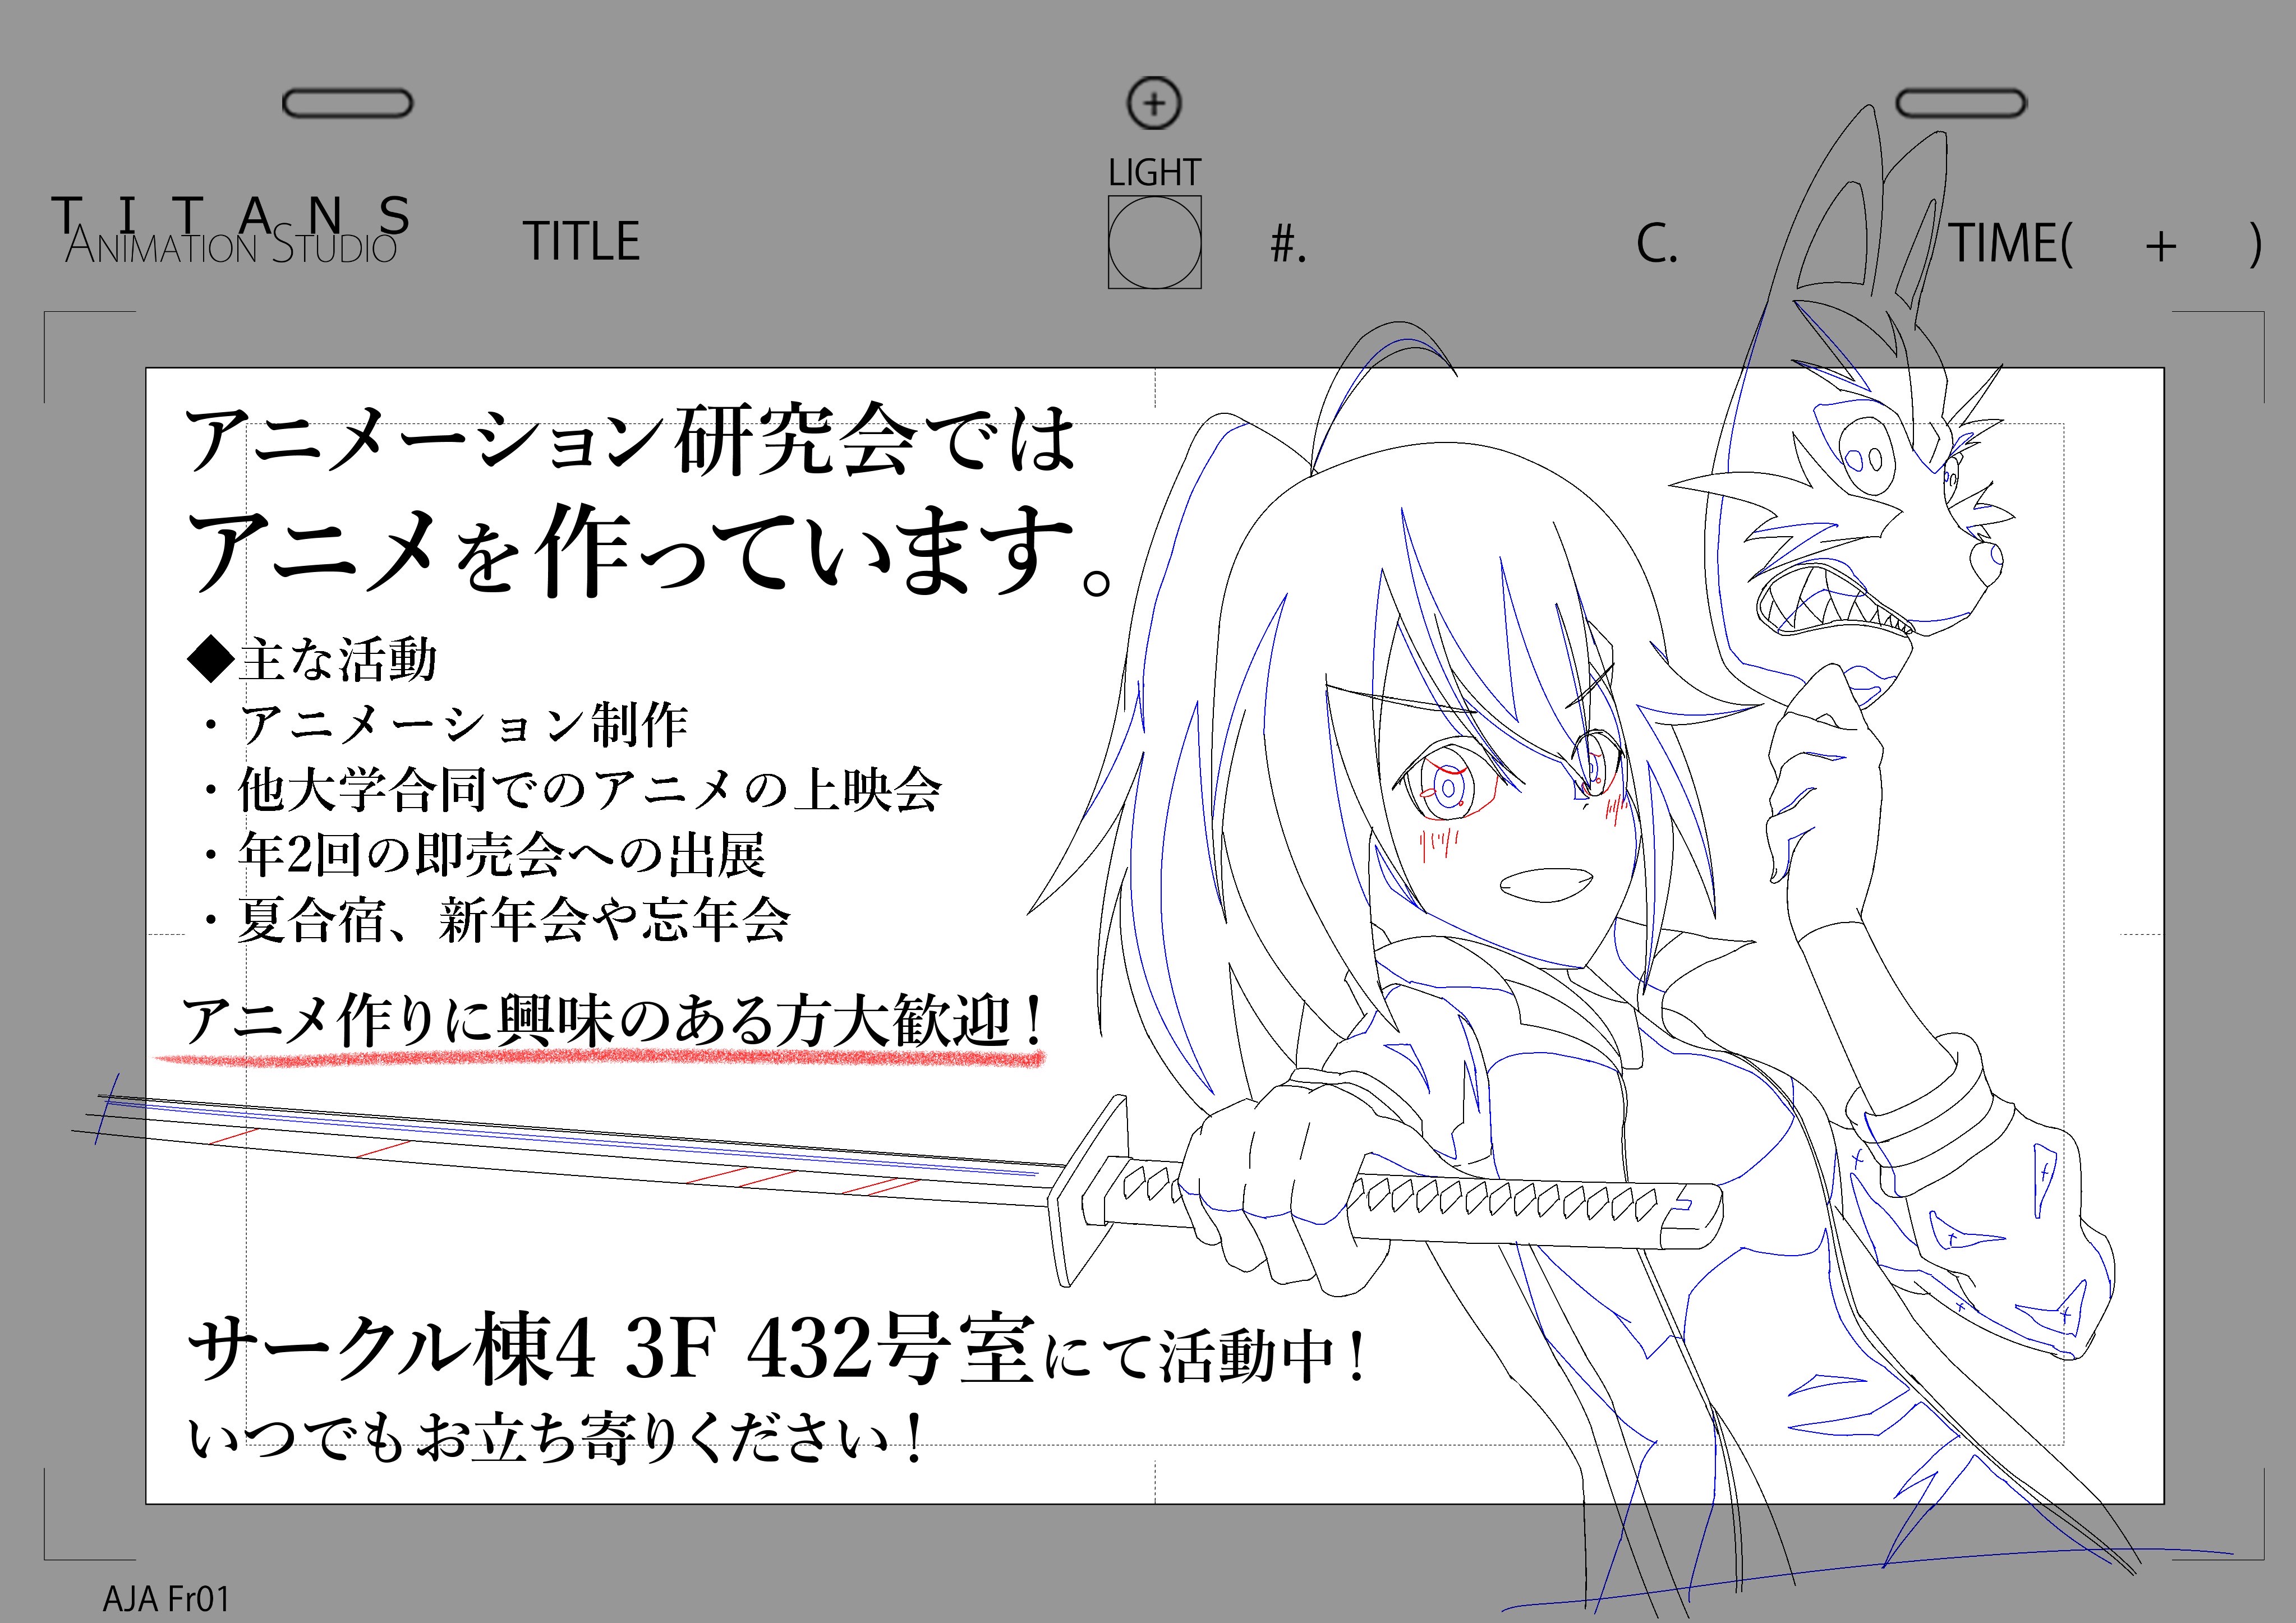 LIGHT
TITANS
ANIMATION STUDIO
TITLE
#.
C.
TIME( + )
アニメーション研究会では
アニメを作っています。
◆主な活動
・アニメーション制作
・他大学合同でのアニメの上映会
・年2回の即売会への出展
・夏合宿、新年会や忘年会
アニメ作りに興味のある方大歓迎！
サークル棟4 3F 432号室にて活動中！
いつでもお立ち寄りください！
AJA Fr01